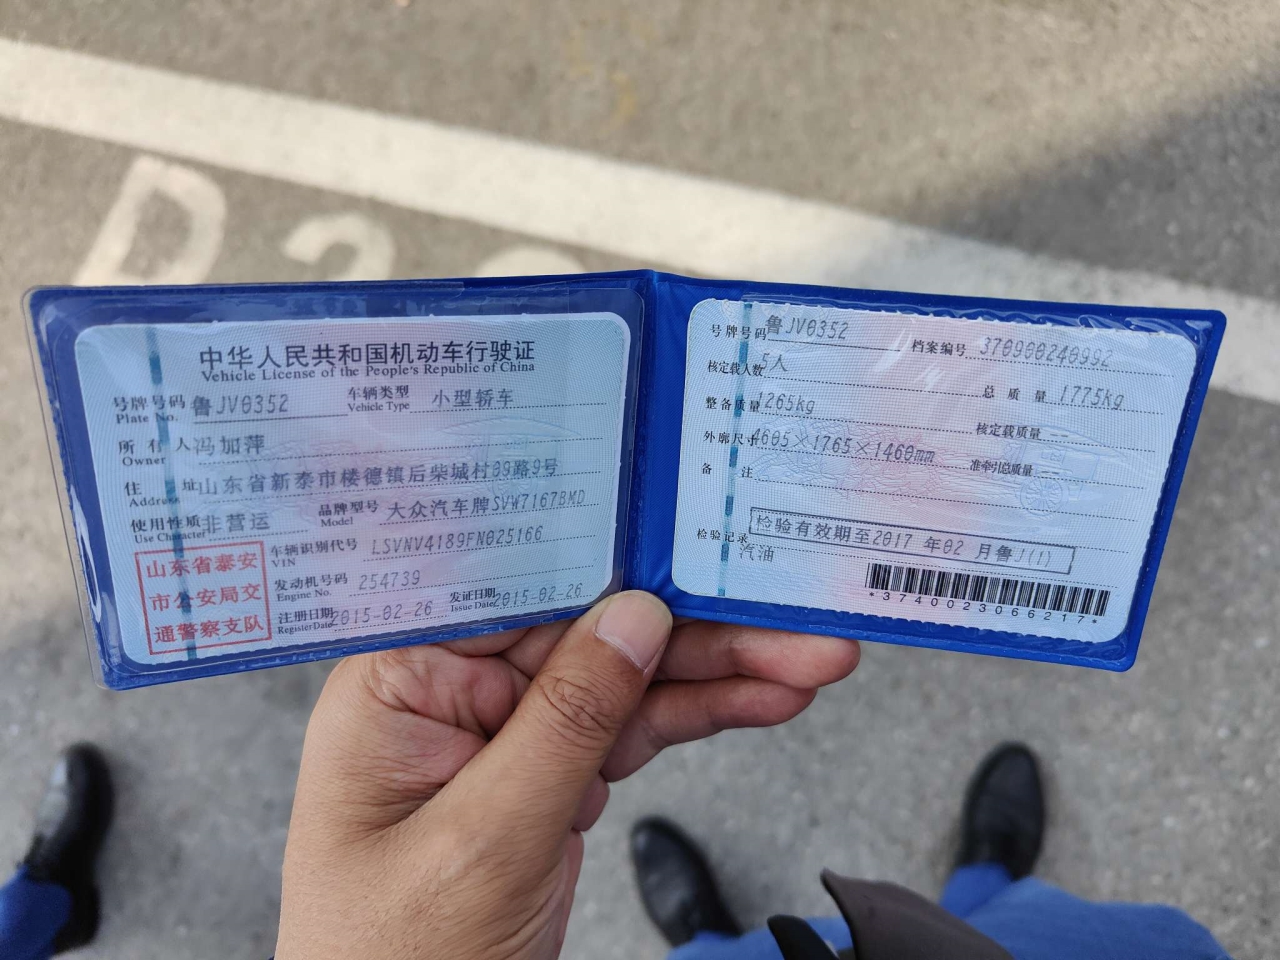 中华人民共和国机动车行驶证
Vehicle License of the People's Republic of China
号牌号码 鲁JV0352 车辆类型 小型轿车
Plate No. Vehicle Type
所有人 冯加萍
Owner
住址 山东省新泰市楼德镇后柴城村09路9号
Address
使用性质 非营运 品牌型号 大众汽车牌SVW7167BMD
Use Character Model
山东省泰安
市公安局交
通警察支队
车辆识别代号 LSVNV4189FN025166
VIN
发动机号码 254739
Engine No.
注册日期 2015-02-26 发证日期 2015-02-26
Register Date Issue Date
号牌号码 鲁JV0352 档案编号 370900240992
核定载人数 5人 总质量 1775kg
整备质量 1265kg 核定载质量 --
外廓尺寸 4605×1765×1460mm 准牵引总质量 --
备注
检验有效期至2017年02月鲁J(1)
检验记录
汽油
*3740023066217*
D